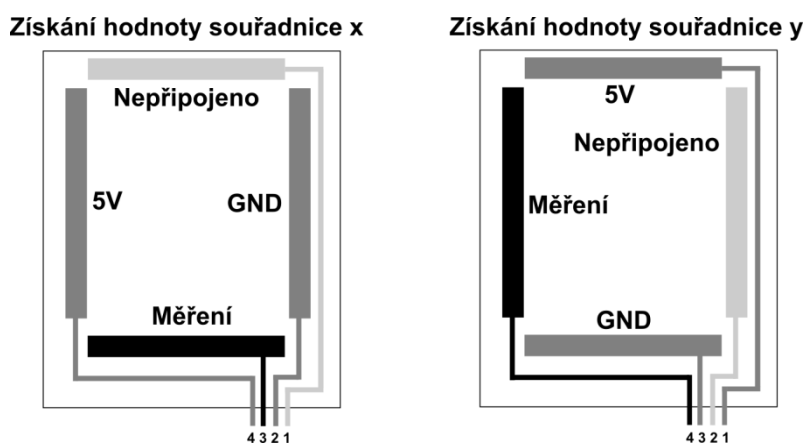 Získání hodnoty souřadnice x
Nepřipojeno
5V
GND
Měření
4 3 2 1
Získání hodnoty souřadnice y
5V
Nepřipojeno
Měření
GND
4 3 2 1